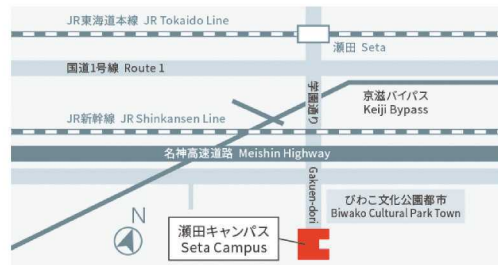 JR東海道本線 JR Tokaido Line
瀬田 Seta
国道1号線 Route 1
学園通り
京滋バイパス
Keiji Bypass
JR新幹線 JR Shinkansen Line
名神高速道路 Meishin Highway
Gakuen-dori
びわこ文化公園都市
Biwako Cultural Park Town
N
瀬田キャンパス
Seta Campus